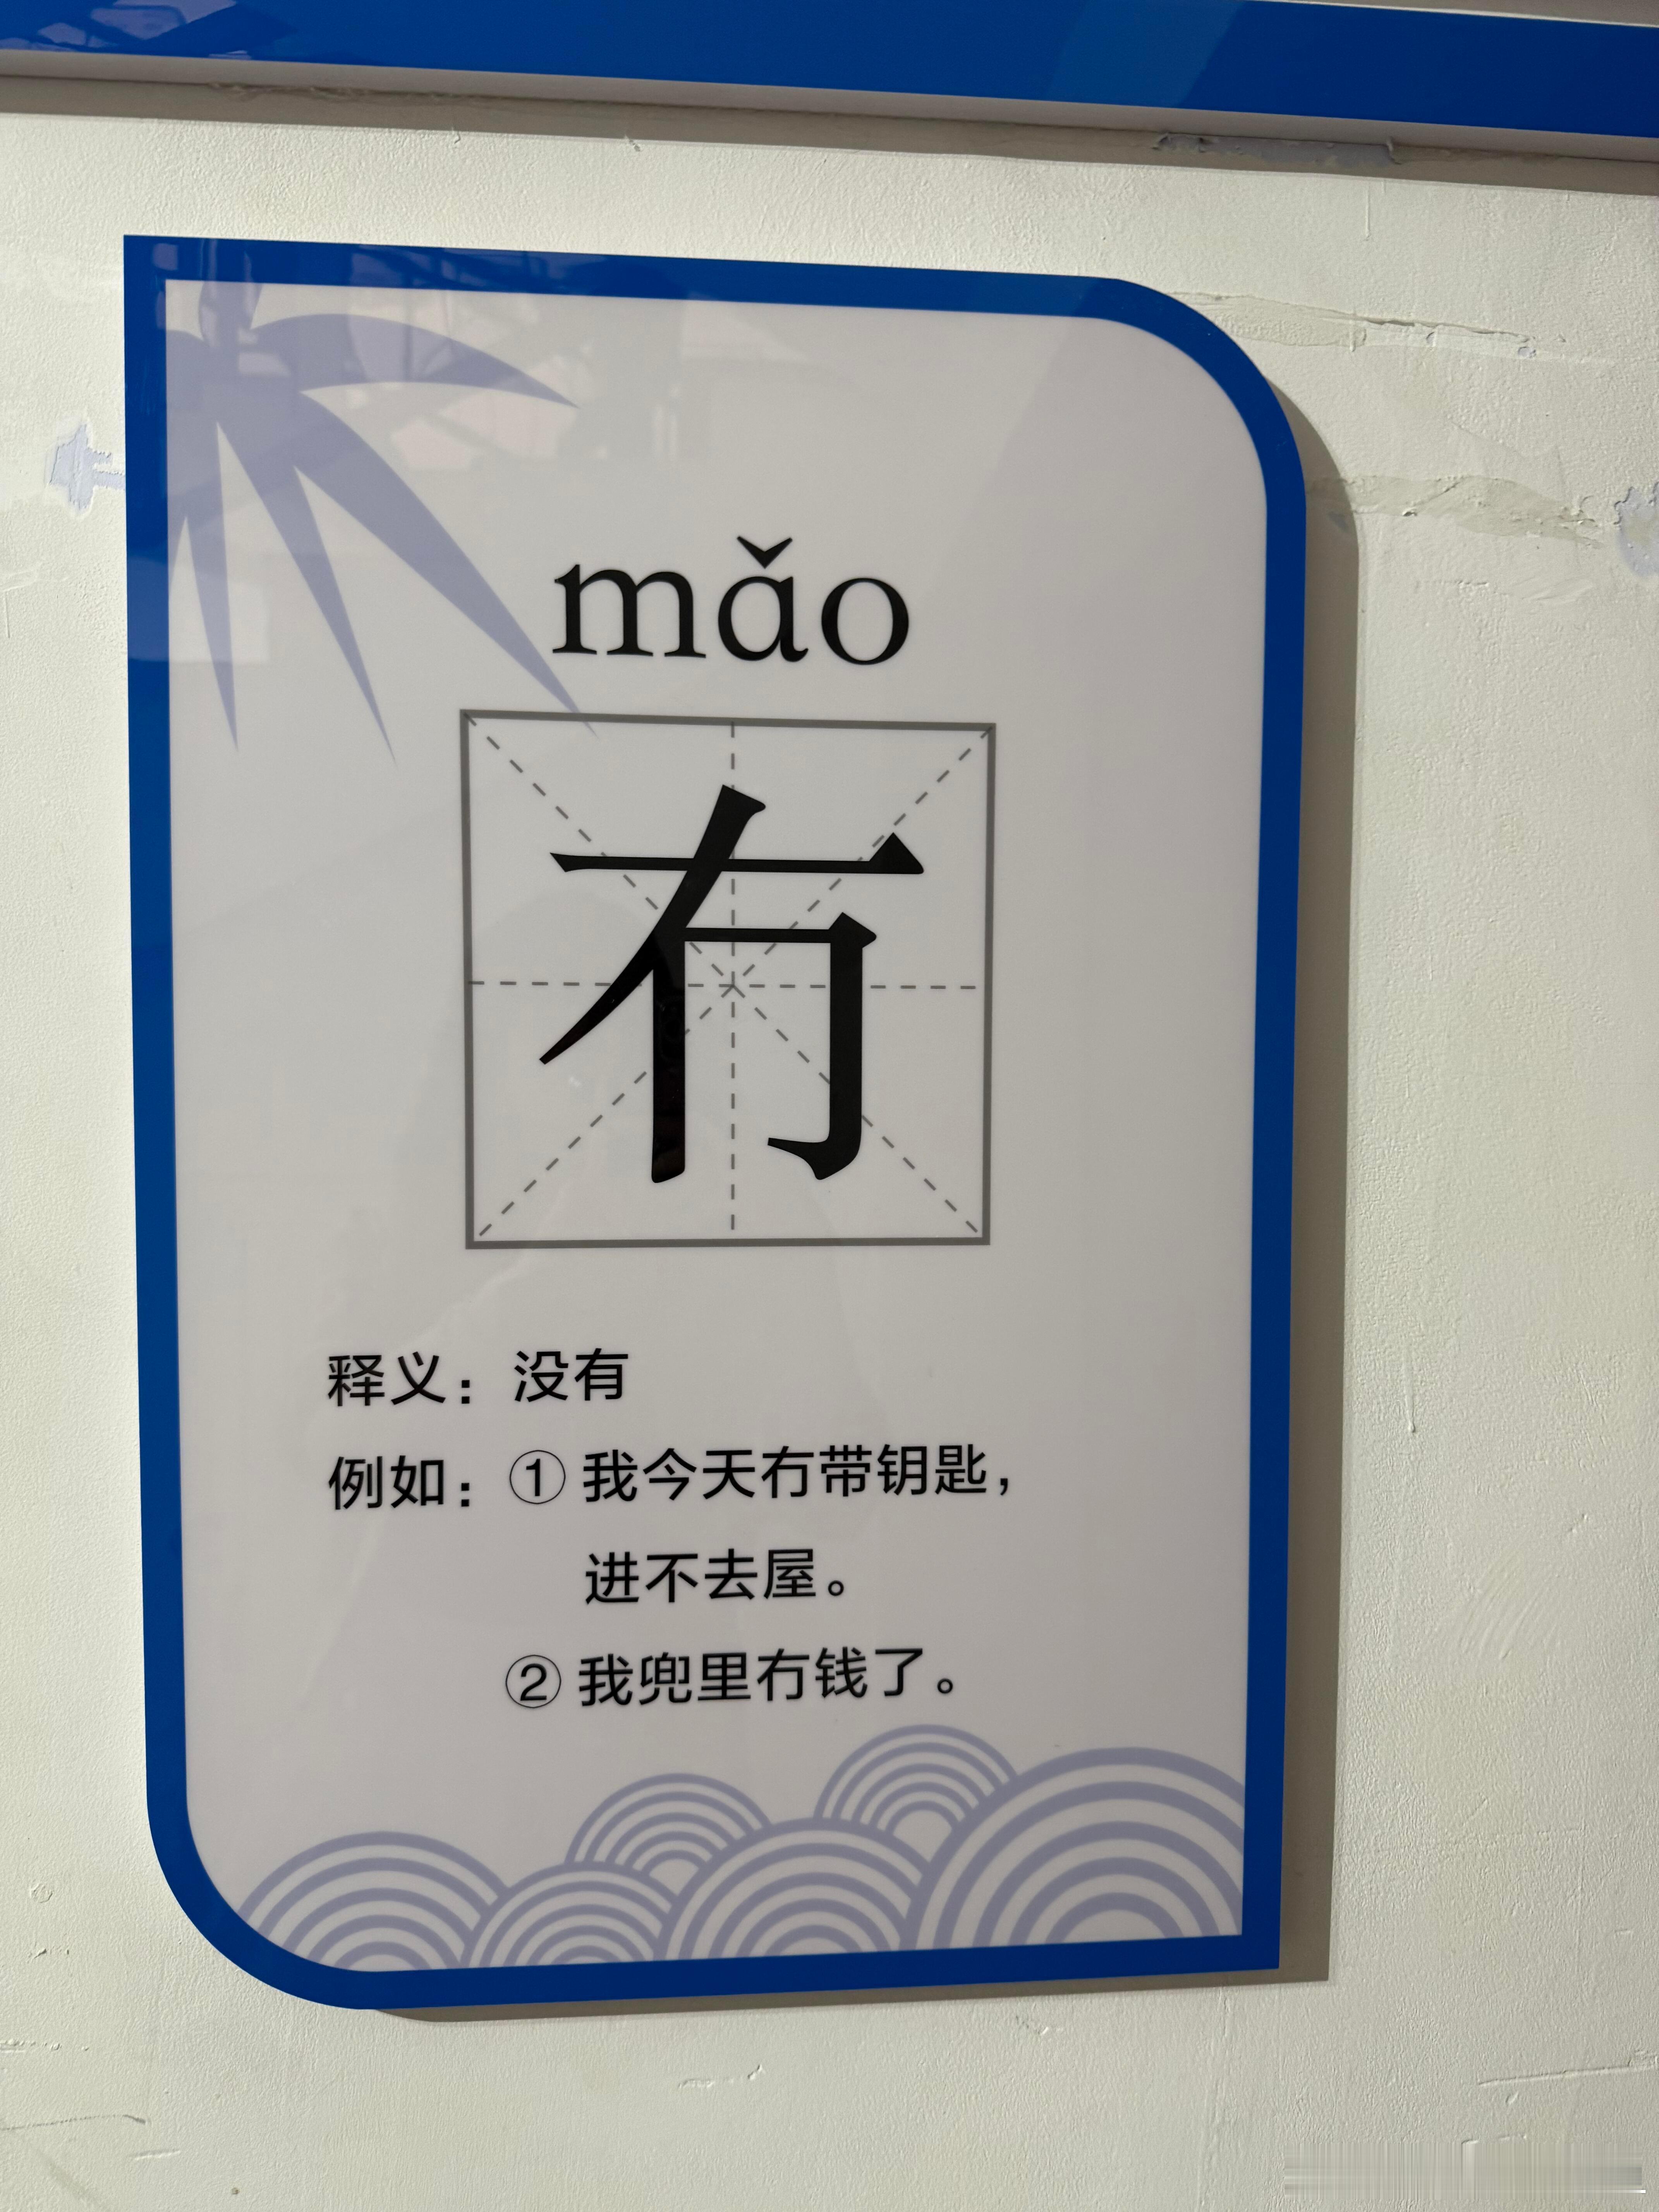 mǎo
冇
释义：没有
例如：①我今天冇带钥匙，
进不去屋。
②我兜里冇钱了。